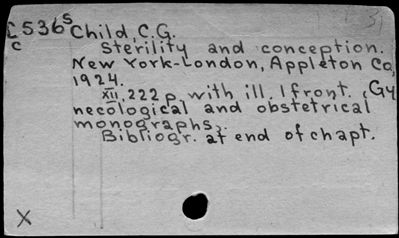 C536S Child, C.G.
C
Sterility and conception.
New York-London, Appleton Co,
1924.
XII, 222 p. with ill. 1 front. (Gy
necological and obstetrical
monographs).
Bibliogr. at end of chapt.
X